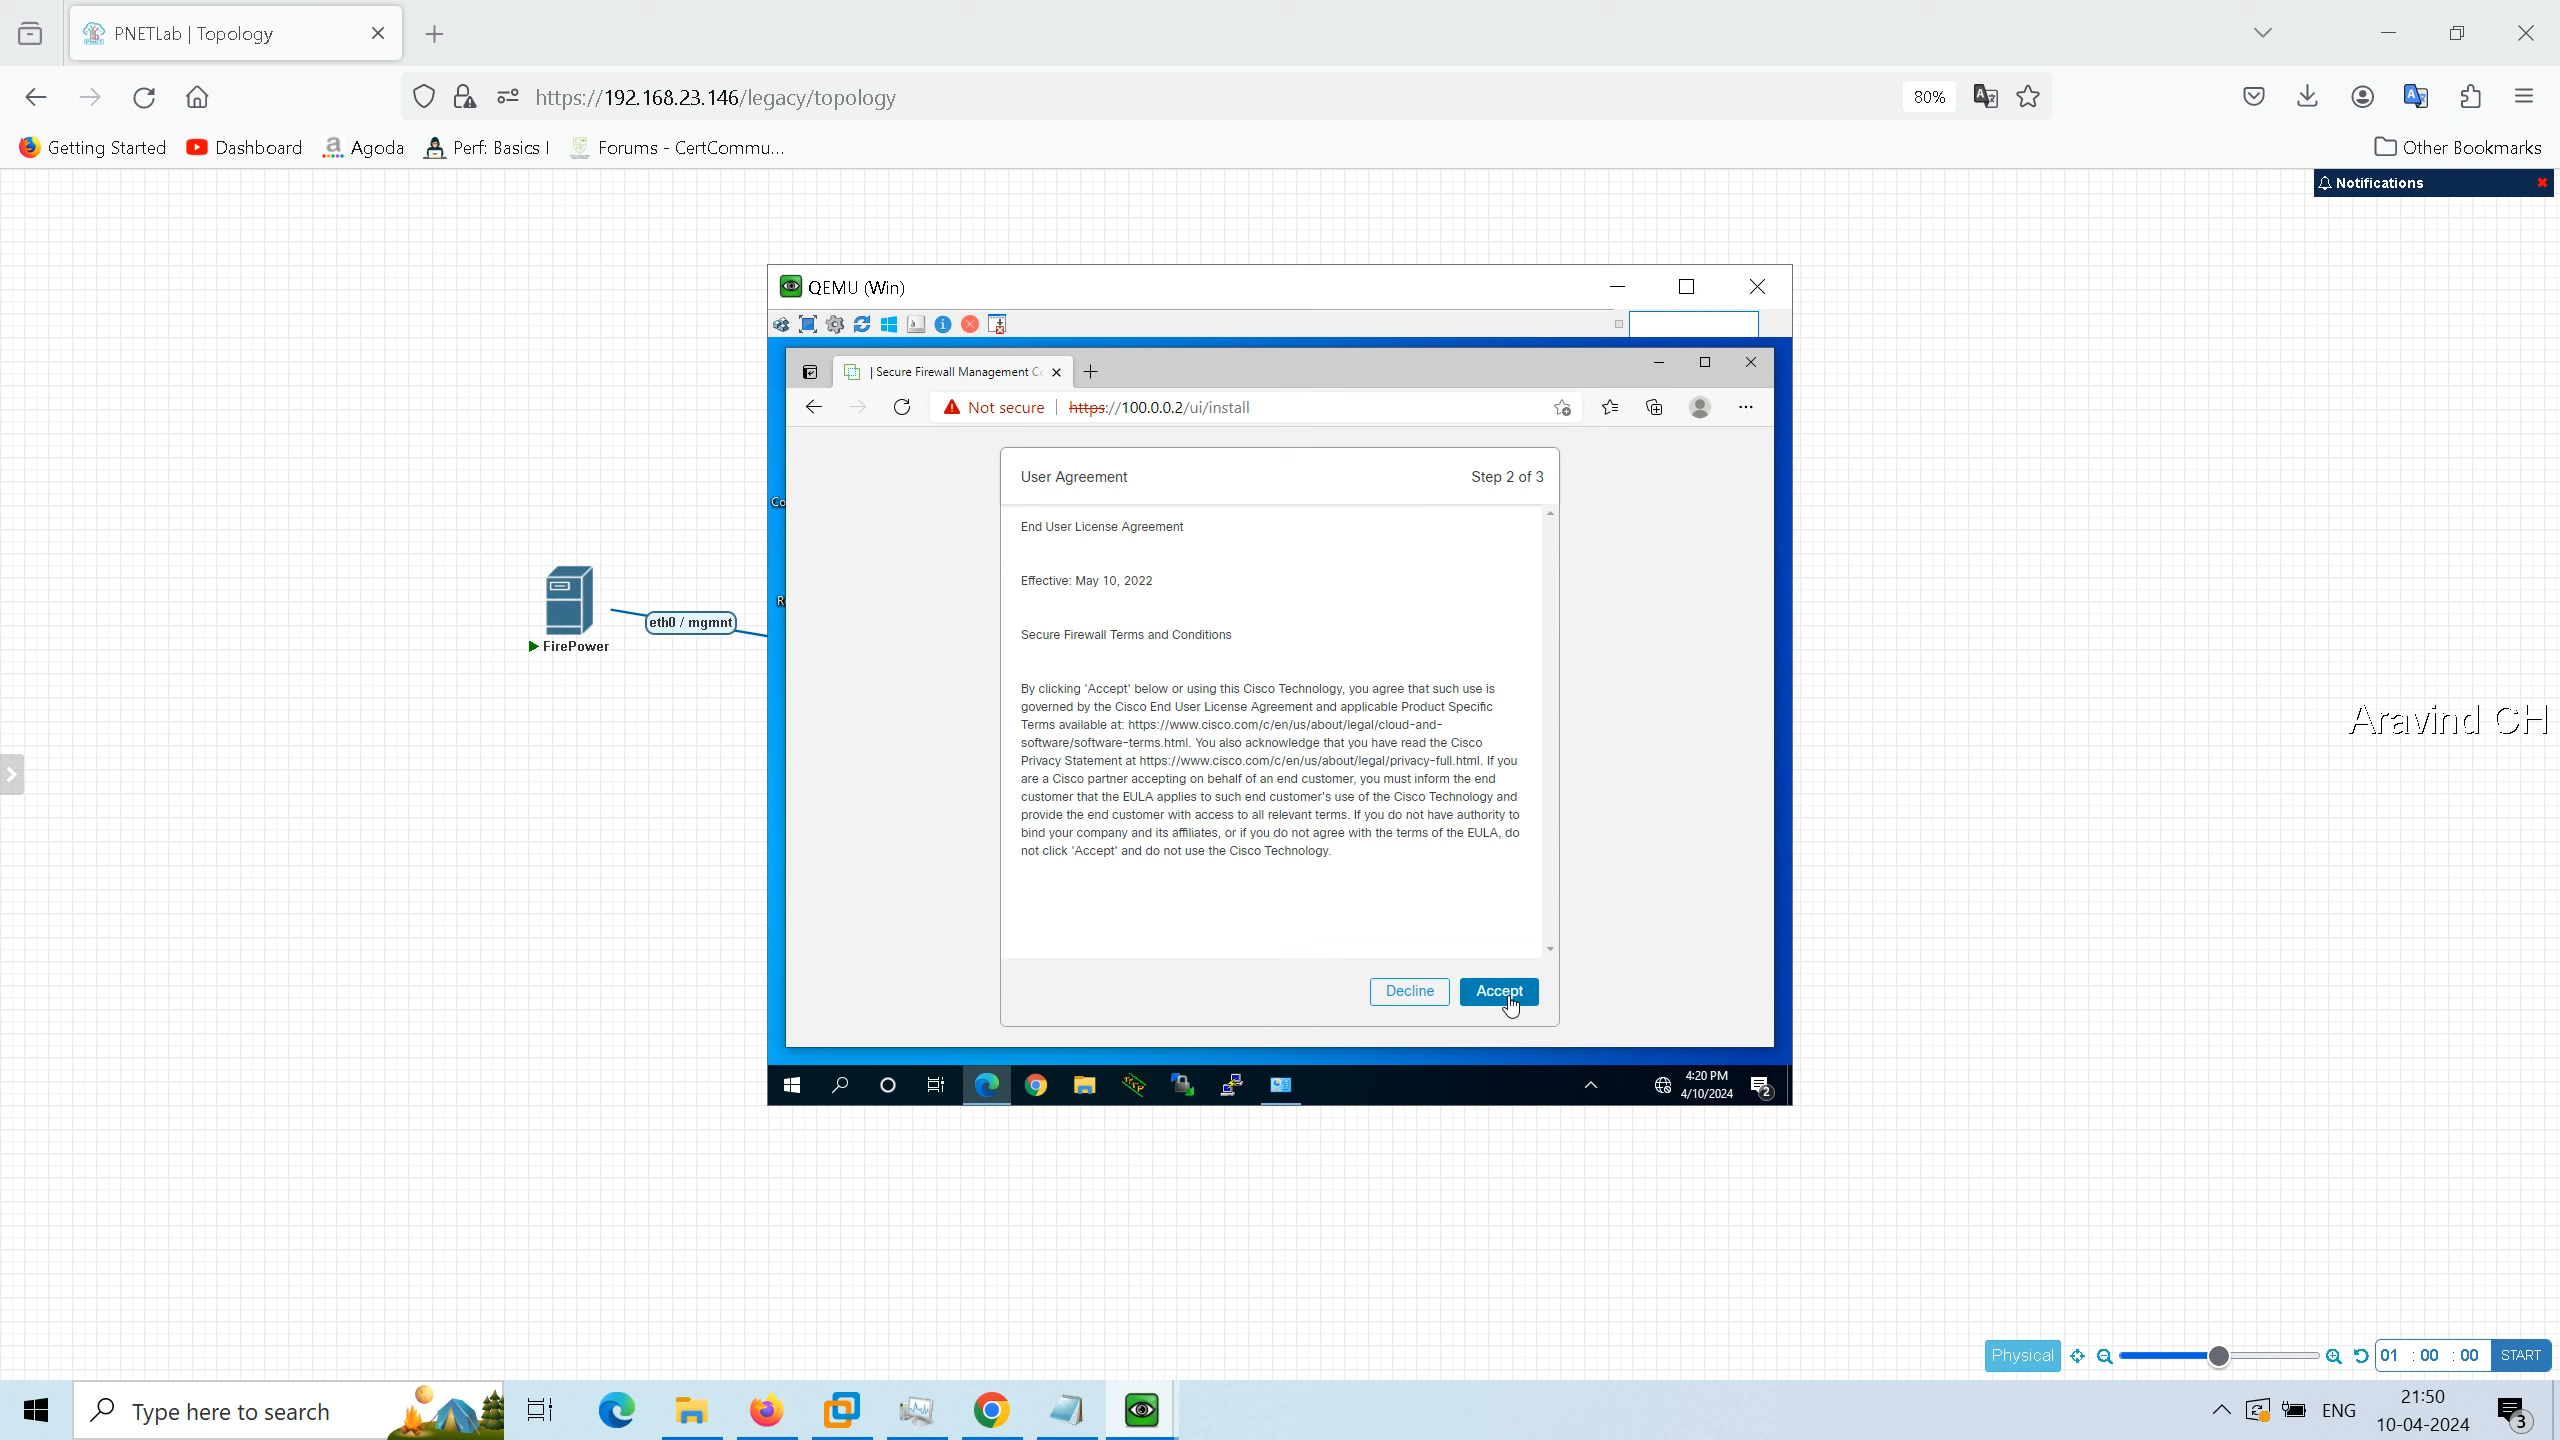 PNETLab | Topology
https://192.168.23.146/legacy/topology
80%
Getting Started
Dashboard
Agoda
Perf: Basics I
Forums - CertCommu...
Other Bookmarks
Notifications
QEMU (Win)
| Secure Firewall Management Ce
Not secure
https://100.0.0.2/ui/install
User Agreement
Step 2 of 3
Co
End User License Agreement
Effective: May 10, 2022
R
eth0 / mgmnt
FirePower
Secure Firewall Terms and Conditions
By clicking 'Accept' below or using this Cisco Technology, you agree that such use is
governed by the Cisco End User License Agreement and applicable Product Specific
Terms available at: https://www.cisco.com/c/en/us/about/legal/cloud-and-
software/software-terms.html. You also acknowledge that you have read the Cisco
Privacy Statement at https://www.cisco.com/c/en/us/about/legal/privacy-full.html. If you
are a Cisco partner accepting on behalf of an end customer, you must inform the end
customer that the EULA applies to such end customer's use of the Cisco Technology and
provide the end customer with access to all relevant terms. If you do not have authority to
bind your company and its affiliates, or if you do not agree with the terms of the EULA, do
not click 'Accept' and do not use the Cisco Technology.
Aravind CH
Decline
Accept
4:20 PM
4/10/2024
2
Physical
01 : 00 : 00
START
Type here to search
ENG
21:50
10-04-2024
3